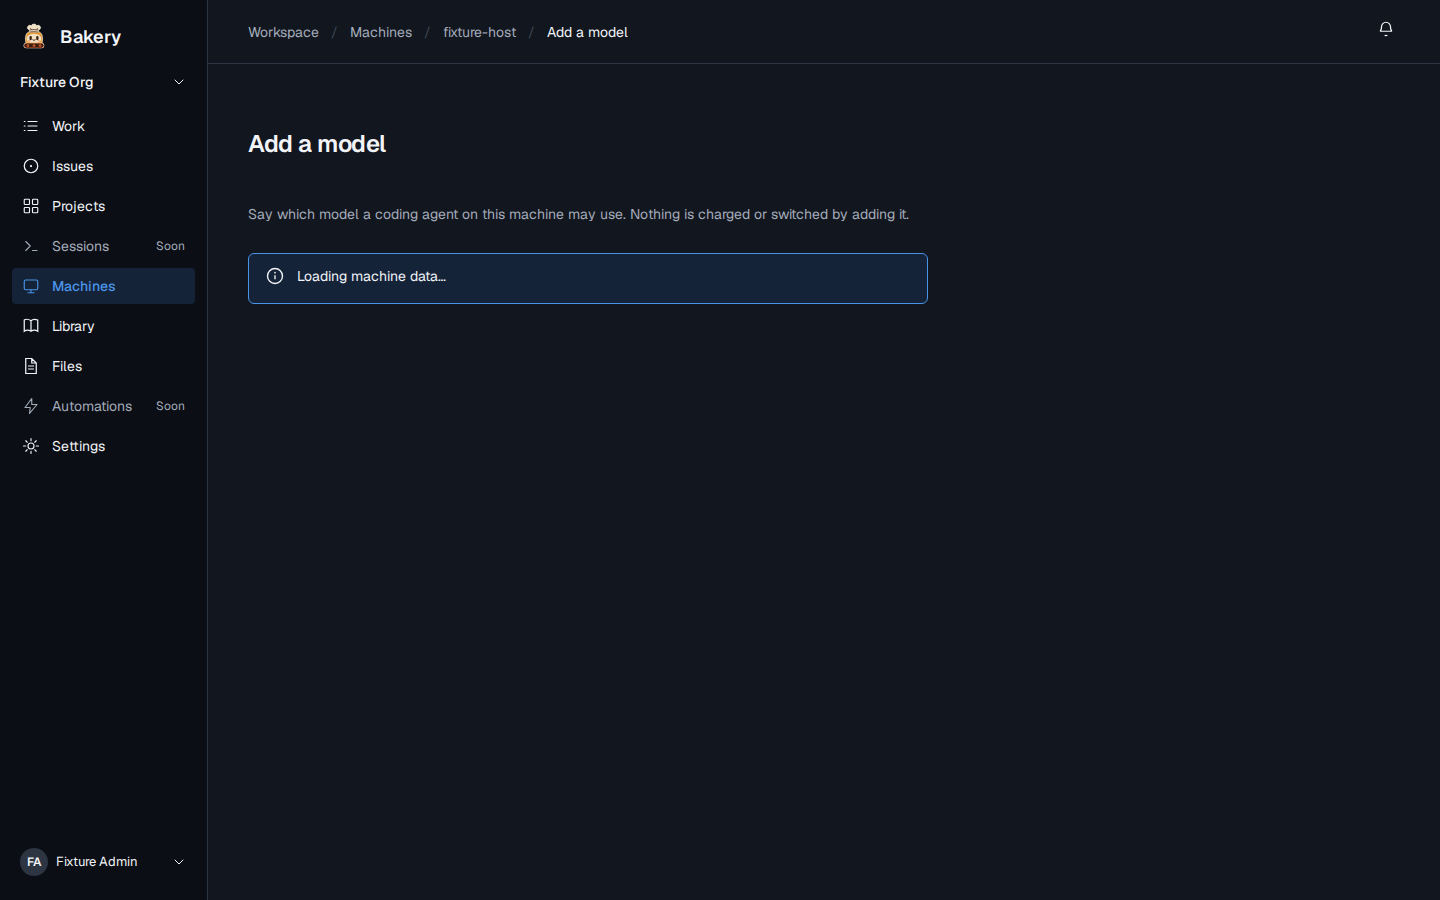 Bakery
Fixture Org
Work
Issues
Projects
Sessions Soon
Machines
Library
Files
Automations Soon
Settings
FA Fixture Admin
Workspace / Machines / fixture-host / Add a model
Add a model
Say which model a coding agent on this machine may use. Nothing is charged or switched by adding it.
Loading machine data…